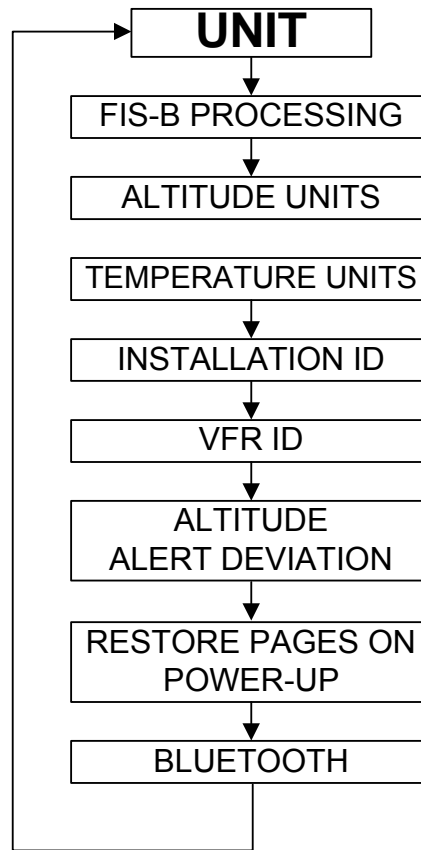 UNIT
FIS-B PROCESSING
ALTITUDE UNITS
TEMPERATURE UNITS
INSTALLATION ID
VFR ID
ALTITUDE
ALERT DEVIATION
RESTORE PAGES ON
POWER-UP
BLUETOOTH